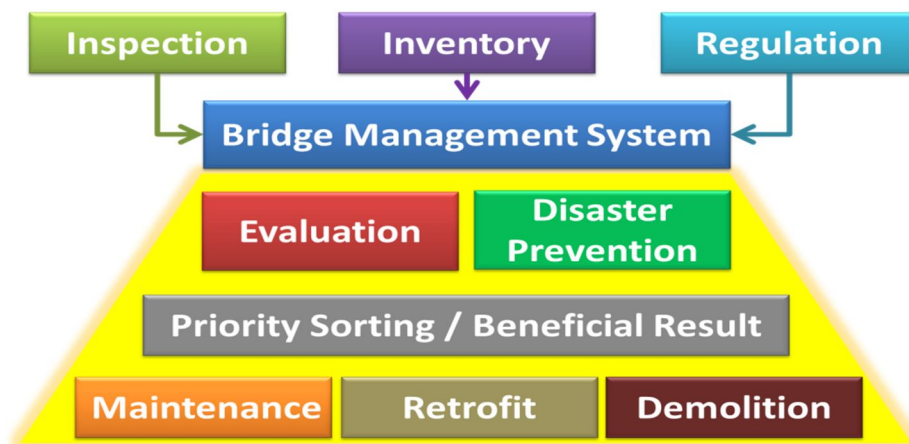 Inspection
Inventory
Regulation
Bridge Management System
Evaluation
Disaster
Prevention
Priority Sorting / Beneficial Result
Maintenance
Retrofit
Demolition